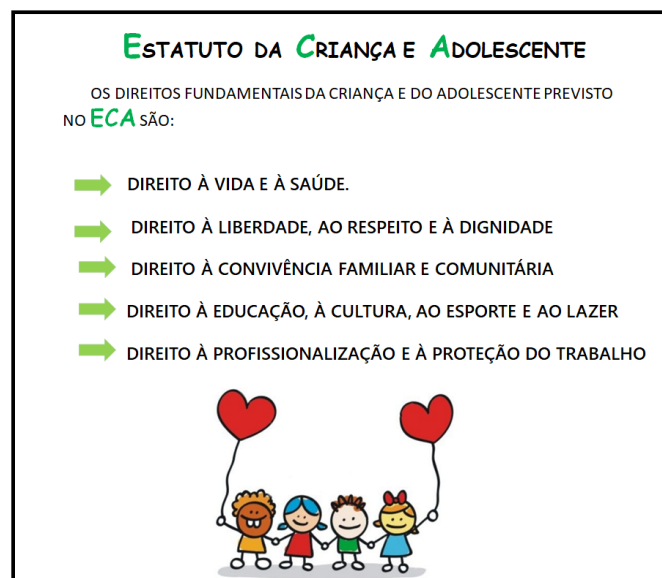 ESTATUTO DA CRIANÇA E ADOLESCENTE
OS DIREITOS FUNDAMENTAIS DA CRIANÇA E DO ADOLESCENTE PREVISTO
NO ECA SÃO:
DIREITO À VIDA E À SAÚDE.
DIREITO À LIBERDADE, AO RESPEITO E À DIGNIDADE
DIREITO À CONVIVÊNCIA FAMILIAR E COMUNITÁRIA
DIREITO À EDUCAÇÃO, À CULTURA, AO ESPORTE E AO LAZER
DIREITO À PROFISSIONALIZAÇÃO E À PROTEÇÃO DO TRABALHO